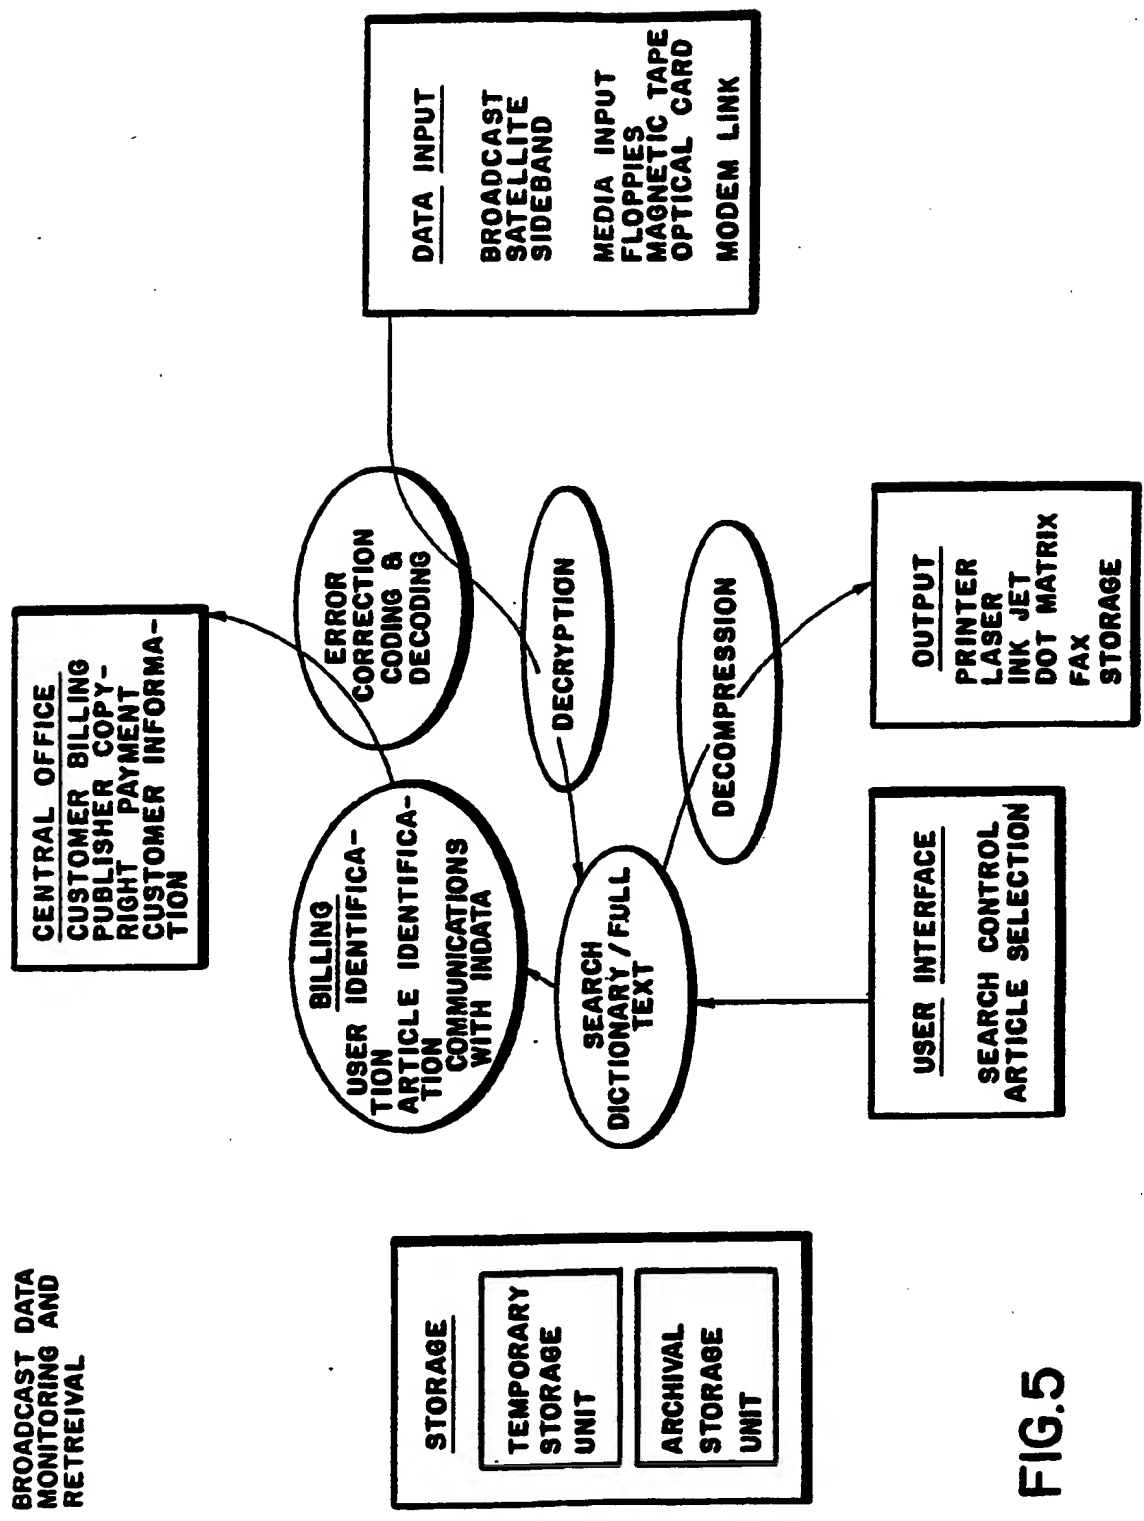 BROADCAST DATA
MONITORING AND
RETREIVAL
CENTRAL OFFICE
CUSTOMER BILLING
PUBLISHER COPY-
RIGHT PAYMENT
CUSTOMER INFORMA-
TION
STORAGE
TEMPORARY
STORAGE
UNIT
ARCHIVAL
STORAGE
UNIT
BILLING
USER IDENTIFICA-
TION
ARTICLE IDENTIFICA-
TION
COMMUNICATIONS
WITH INDATA
ERROR
CORRECTION
CODING &
DECODING
DATA INPUT
BROADCAST
SATELLITE
SIDEBAND
MEDIA INPUT
FLOPPIES
MAGNETIC TAPE
OPTICAL CARD
MODEM LINK
SEARCH
DICTIONARY/FULL
TEXT
DECRYPTION
DECOMPRESSION
USER INTERFACE
SEARCH CONTROL
ARTICLE SELECTION
OUTPUT
PRINTER
LASER
INK JET
DOT MATRIX
FAX
STORAGE
FIG.5